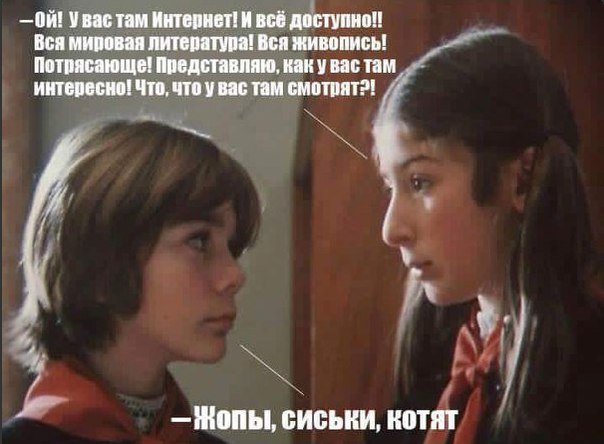 –Ой! У вас там Интернет! И всё доступно!!
Вся мировая литература! Вся живопись!
Потрясающе! Представляю, как у вас там
интересно! Что, что у вас там смотрят?!
–Жопы, сиськи, котят